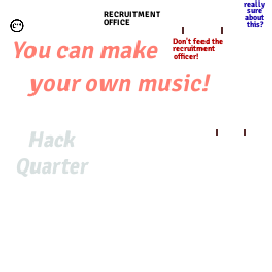 really
sure
about
this?
RECRUITMENT
OFFICE
Don't feed the
recruitment
officer!
You can make
your own music!
Hack
Quarter